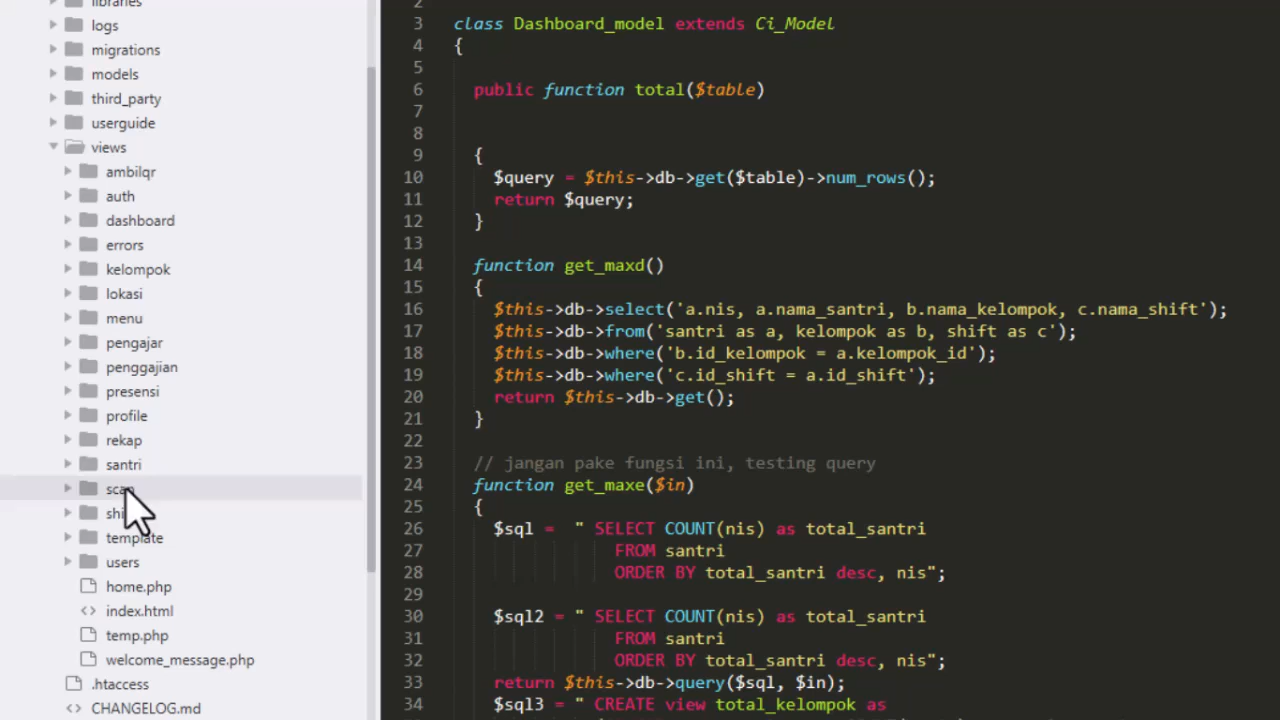 libraries
logs
migrations
models
third_party
userguide
views
ambilqr
auth
dashboard
errors
kelompok
lokasi
menu
pengajar
penggajian
presensi
profile
rekap
santri
template
users
home.php
index.html
temp.php
welcome_message.php
.htaccess
CHANGELOG.md
2
3 class Dashboard_model extends Ci_Model
4 {
5
6 public function total($table)
7
8
9 {
10 $query = $this->db->get($table)->num_rows();
11 return $query;
12 }
13
14 function get_maxd()
15 {
16 $this->db->select('a.nis, a.nama_santri, b.nama_kelompok, c.nama_shift');
17 $this->db->from('santri as a, kelompok as b, shift as c');
18 $this->db->where('b.id_kelompok = a.kelompok_id');
19 $this->db->where('c.id_shift = a.id_shift');
20 return $this->db->get();
21 }
22
23 // jangan pake fungsi ini, testing query
24 function get_maxe($in)
25 {
26 $sql = " SELECT COUNT(nis) as total_santri
27 FROM santri
28 ORDER BY total_santri desc, nis";
29
30 $sql2 = " SELECT COUNT(nis) as total_santri
31 FROM santri
32 ORDER BY total_santri desc, nis";
33 return $this->db->query($sql, $in);
34 $sql3 = " CREATE view total_kelompok as